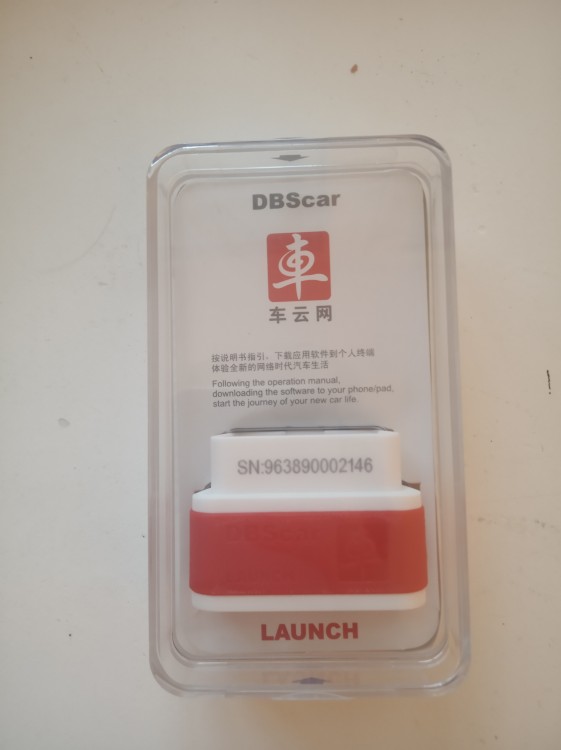 DBScar
車
车云网
按说明书指引，下载应用软件到个人终端
体验全新的网络时代汽车生活
Following the operation manual,
downloading the software to your phone/pad,
start the journey of your new car life.
SN:963890002146
DBScar
LAUNCH